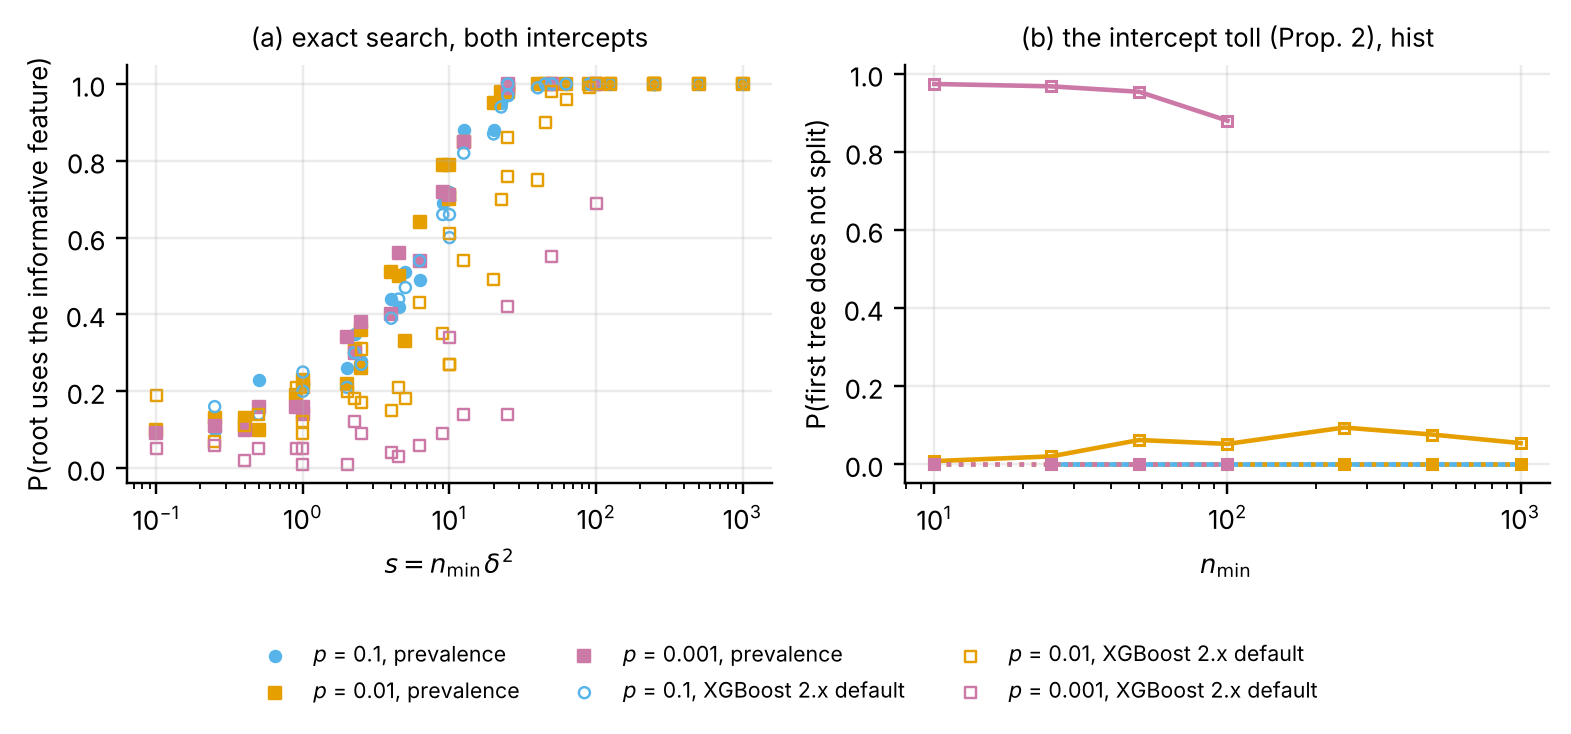 (a) exact search, both intercepts
P(root uses the informative feature)
1.0
0.8
0.6
0.4
0.2
0.0
10⁻¹ 10⁰ 10¹ 10² 10³
s = n_min δ²
(b) the intercept toll (Prop. 2), hist
P(first tree does not split)
1.0
0.8
0.6
0.4
0.2
0.0
10¹ 10² 10³
n_min
p = 0.1, prevalence
p = 0.01, prevalence
p = 0.001, prevalence
p = 0.1, XGBoost 2.x default
p = 0.01, XGBoost 2.x default
p = 0.001, XGBoost 2.x default